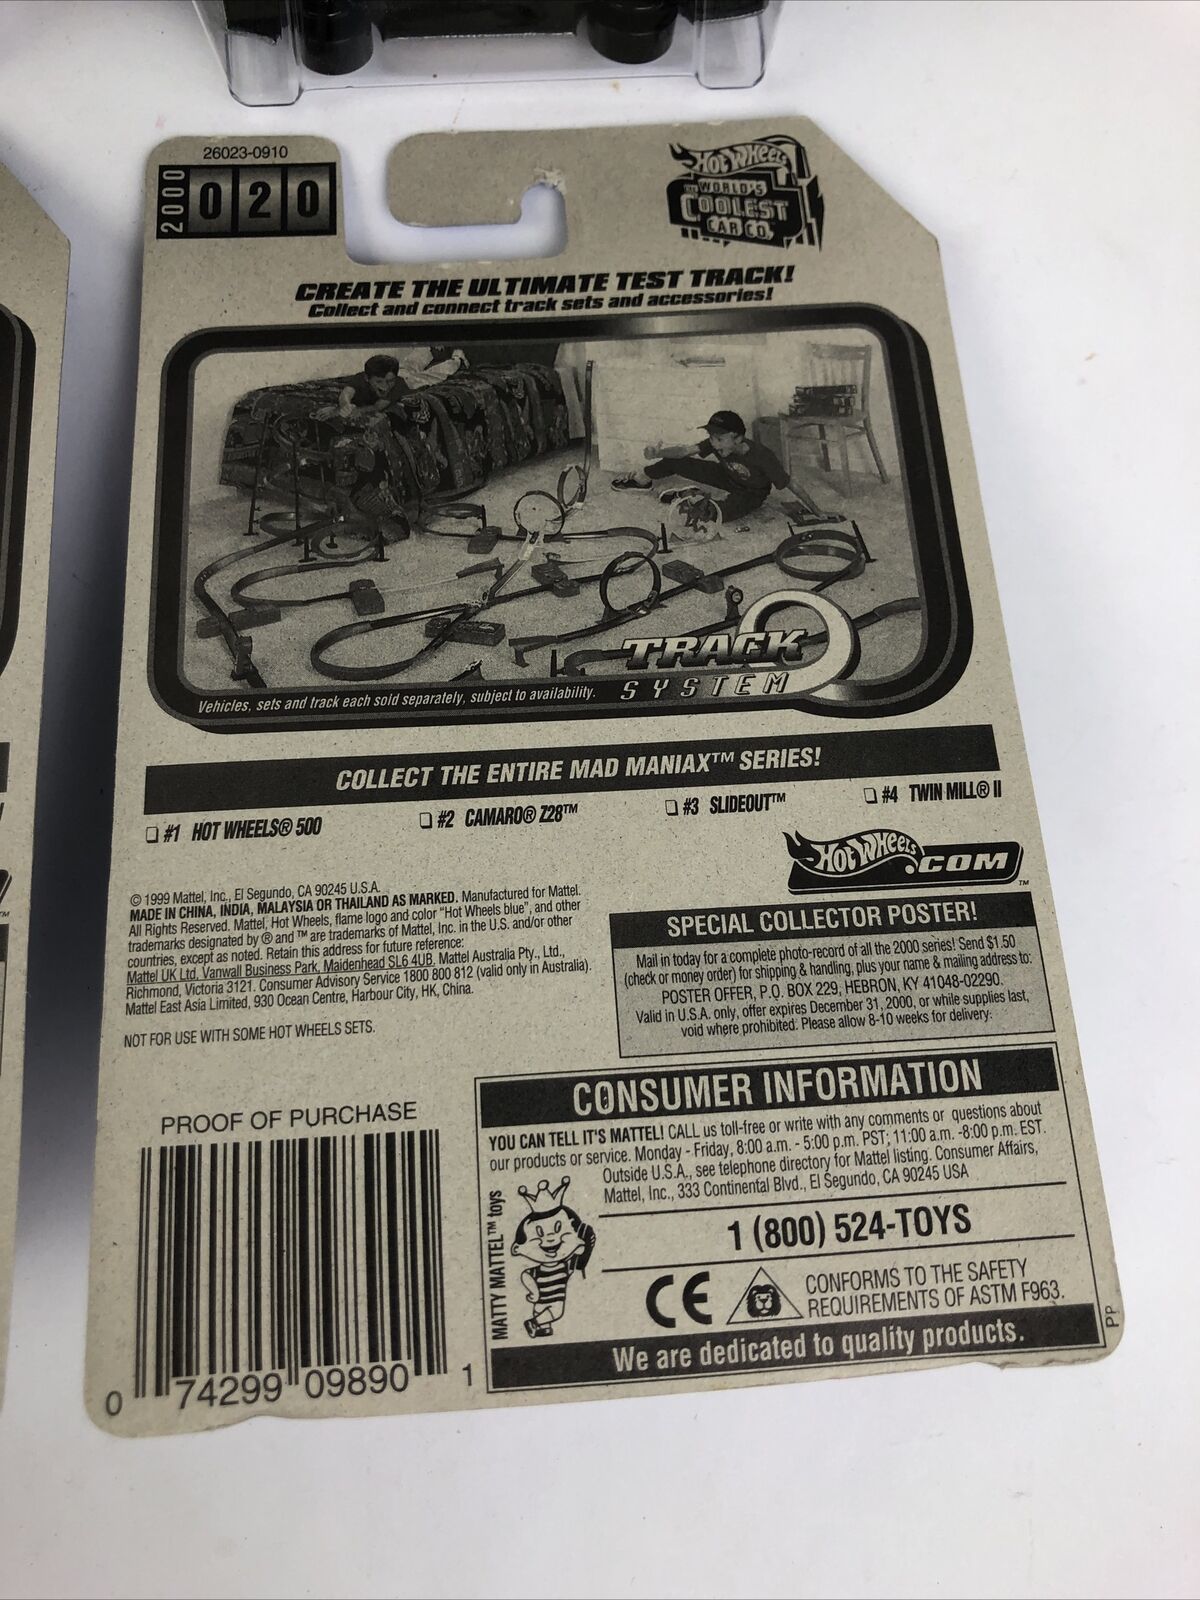 26023-0910
2000
020
HOT WHEELS
WORLD'S
COOLEST
CAR CO.
CREATE THE ULTIMATE TEST TRACK!
Collect and connect track sets and accessories!
TRACK
SYSTEM
Vehicles, sets and track each sold separately, subject to availability.
COLLECT THE ENTIRE MAD MANIAX™ SERIES!
❑ #1 HOT WHEELS® 500
❑ #2 CAMARO® Z28™
❑ #3 SLIDEOUT™
❑ #4 TWIN MILL® II
Hot Wheels.COM™
© 1999 Mattel, Inc., El Segundo, CA 90245 U.S.A.
MADE IN CHINA, INDIA, MALAYSIA OR THAILAND AS MARKED. Manufactured for Mattel.
All Rights Reserved. Mattel, Hot Wheels, flame logo and color “Hot Wheels blue”, and other
trademarks designated by ® and ™ are trademarks of Mattel, Inc. in the U.S. and/or other
countries, except as noted. Retain this address for future reference:
Mattel UK Ltd, Vanwall Business Park, Maidenhead SL6 4UB. Mattel Australia Pty., Ltd.,
Richmond, Victoria 3121. Consumer Advisory Service 1800 800 812 (valid only in Australia).
Mattel East Asia Limited, 930 Ocean Centre, Harbour City, HK, China.
NOT FOR USE WITH SOME HOT WHEELS SETS.
SPECIAL COLLECTOR POSTER!
Mail in today for a complete photo-record of all the 2000 series! Send $1.50
(check or money order) for shipping & handling, plus your name & mailing address to:
POSTER OFFER, P.O. BOX 229, HEBRON, KY 41048-02290.
Valid in U.S.A. only, offer expires December 31, 2000, or while supplies last,
void where prohibited. Please allow 8-10 weeks for delivery.
PROOF OF PURCHASE
0 74299 09890 1
CONSUMER INFORMATION
YOU CAN TELL IT'S MATTEL! CALL us toll-free or write with any comments or questions about
our products or service. Monday - Friday, 8:00 a.m. - 5:00 p.m. PST; 11:00 a.m. -8:00 p.m. EST.
Outside U.S.A., see telephone directory for Mattel listing. Consumer Affairs,
Mattel, Inc., 333 Continental Blvd., El Segundo, CA 90245 USA
MATTY MATTEL™ toys
1 (800) 524-TOYS
CE
CONFORMS TO THE SAFETY
REQUIREMENTS OF ASTM F963.
We are dedicated to quality products.
PP